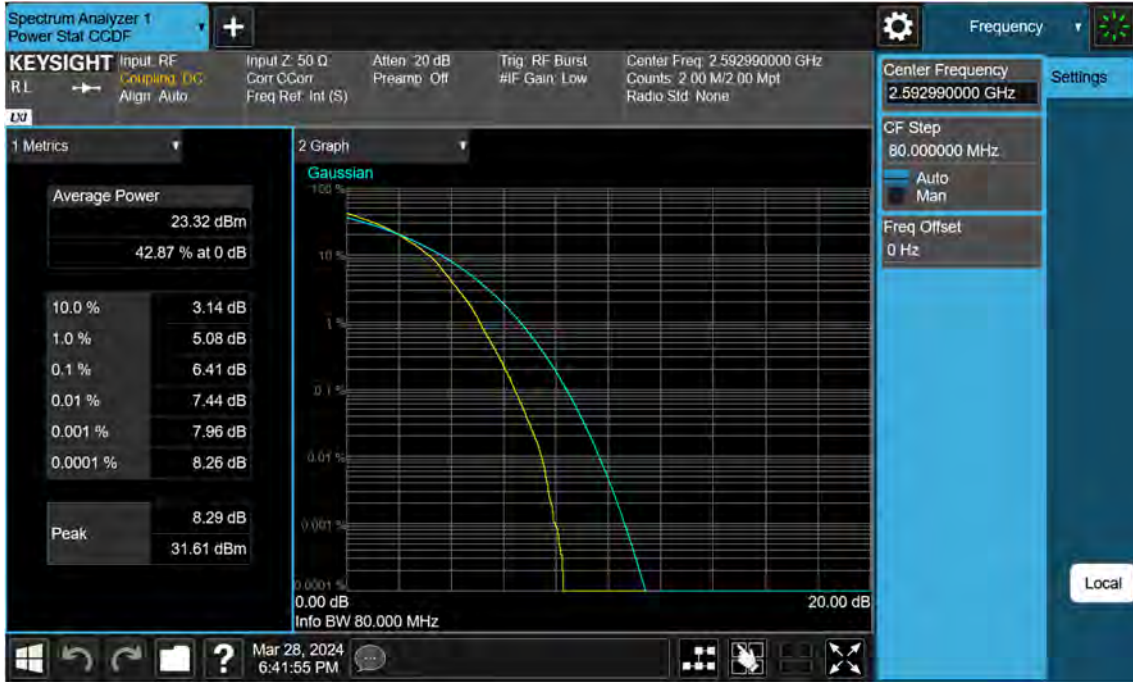 Spectrum Analyzer 1
Power Stat CCDF
Frequency
KEYSIGHT
RL
LXI
Input: RF
Coupling: DC
Align: Auto
Input Z: 50 Ω
Corr CCorr
Freq Ref: Int (S)
Atten: 20 dB
Preamp: Off
Trig: RF Burst
#IF Gain: Low
Center Freq: 2.592990000 GHz
Counts: 2.00 M/2.00 Mpt
Radio Std: None
Center Frequency
2.592990000 GHz
Settings
CF Step
80.000000 MHz
Auto
Man
Freq Offset
0 Hz
1 Metrics
Average Power
23.32 dBm
42.87 % at 0 dB
10.0 % 3.14 dB
1.0 % 5.08 dB
0.1 % 6.41 dB
0.01 % 7.44 dB
0.001 % 7.96 dB
0.0001 % 8.26 dB
Peak
8.29 dB
31.61 dBm
2 Graph
Gaussian
100 %
10 %
1 %
0.1 %
0.01 %
0.001 %
0.0001 %
0.00 dB 20.00 dB
Info BW 80.000 MHz
Local
?
Mar 28, 2024
6:41:55 PM